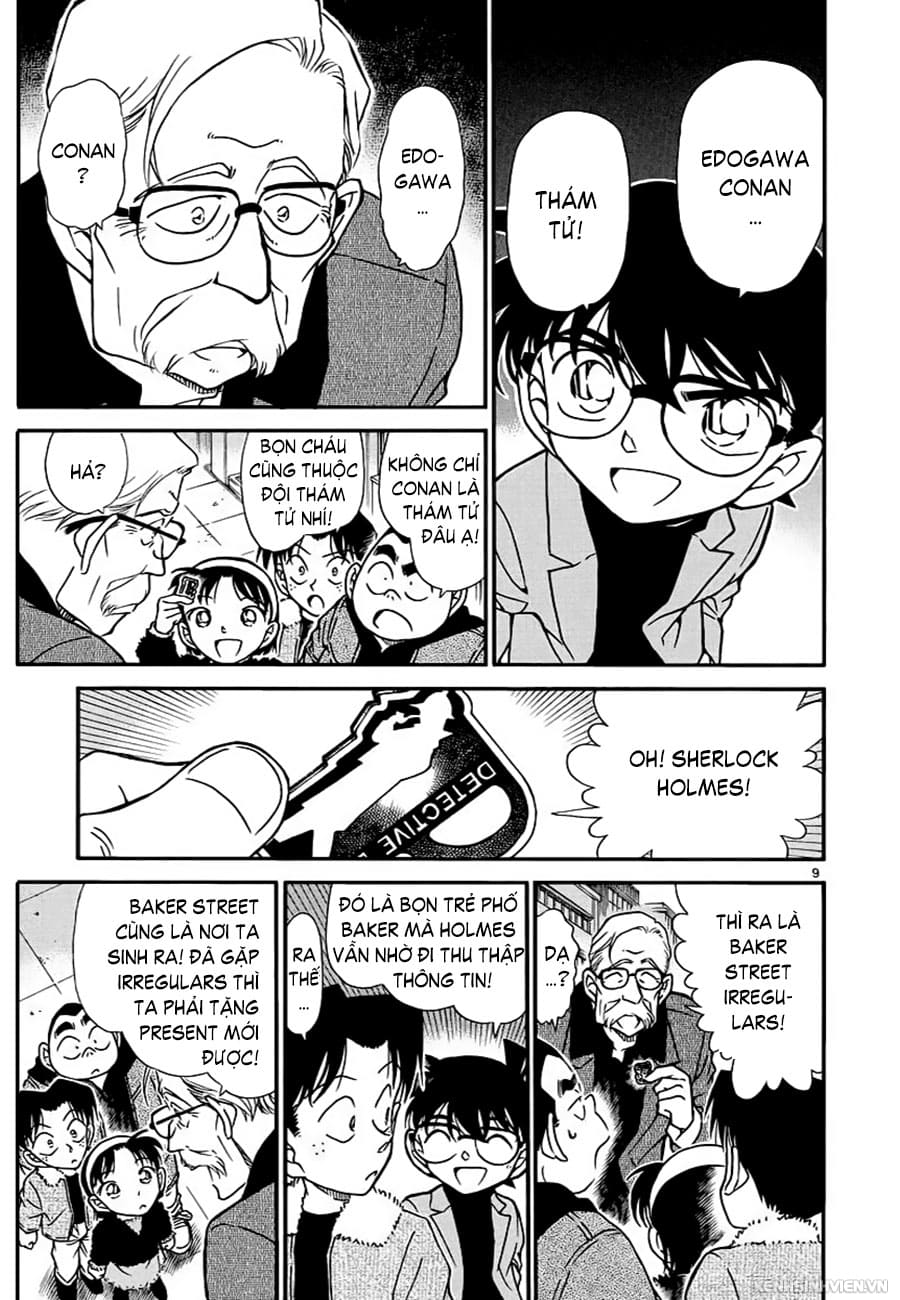 EDOGAWA
CONAN
...
THÁM
TỬ!
EDO-
GAWA
...
CONAN
?
KHÔNG CHỈ
CONAN LÀ
THÁM TỬ
ĐÂU Ạ!
BỌN CHÁU
CŨNG THUỘC
ĐỘI THÁM
TỬ NHÍ!
HẢ?
OH! SHERLOCK
HOLMES!
DETECTIVE
9
THÌ RA LÀ
BAKER
STREET
IRREGU-
LARS!
DẠ
...?
ĐÓ LÀ BỌN TRẺ PHỐ
BAKER MÀ HOLMES
VẪN NHỜ ĐI THU THẬP
THÔNG TIN!
RA
THẾ
...
BAKER STREET
CŨNG LÀ NƠI TA
SINH RA! ĐÃ GẶP
IRREGULARS THÌ
TA PHẢI TẶNG
PRESENT MỚI
ĐƯỢC!
KENHSINHVIEN.VN